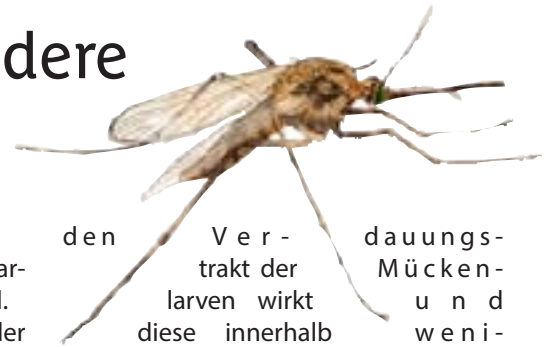 dere
den Ver- dauungs-
ar- trakt der Mücken-
l. larven wirkt und
der diese innerhalb weni-